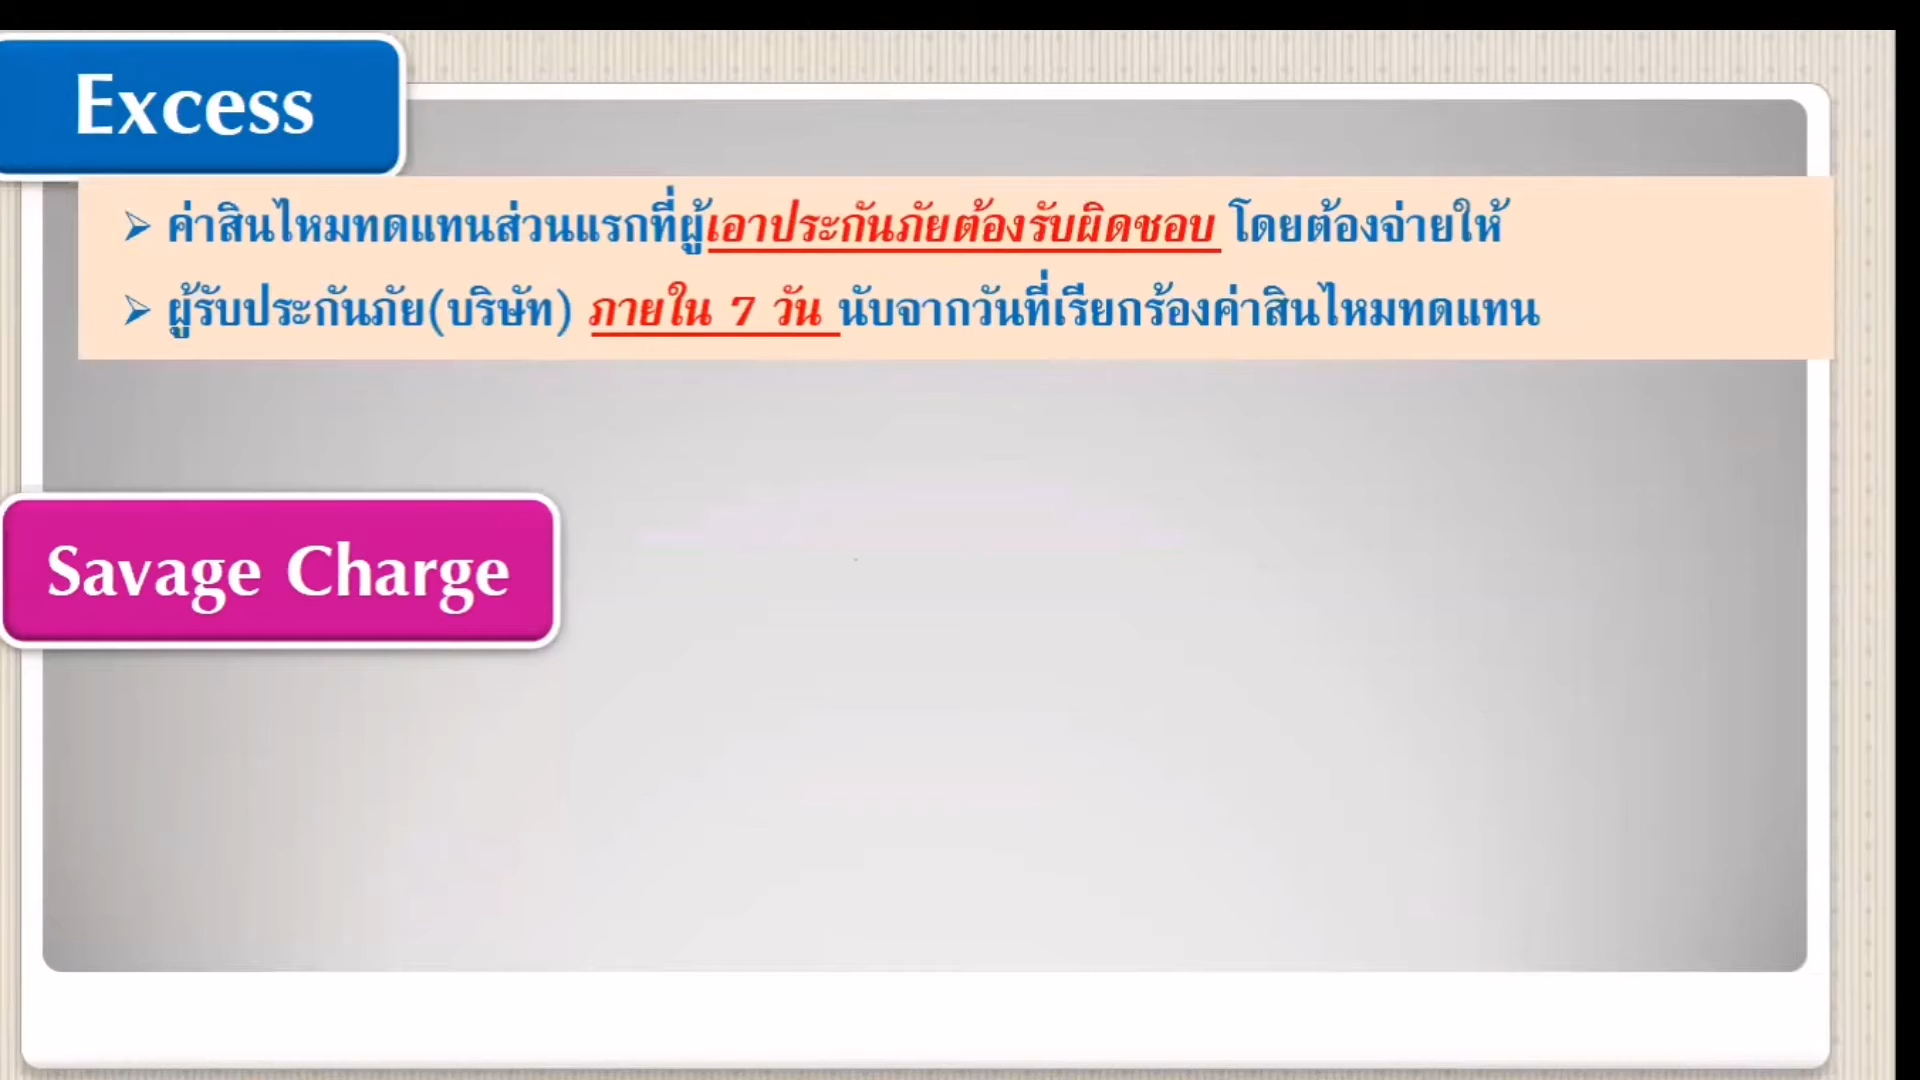 Excess
➢ ค่าสินไหมทดแทนส่วนแรกที่ผู้เอาประกันภัยต้องรับผิดชอบ โดยต้องจ่ายให้
➢ ผู้รับประกันภัย(บริษัท) ภายใน 7 วัน นับจากวันที่เรียกร้องค่าสินไหมทดแทน
Savage Charge